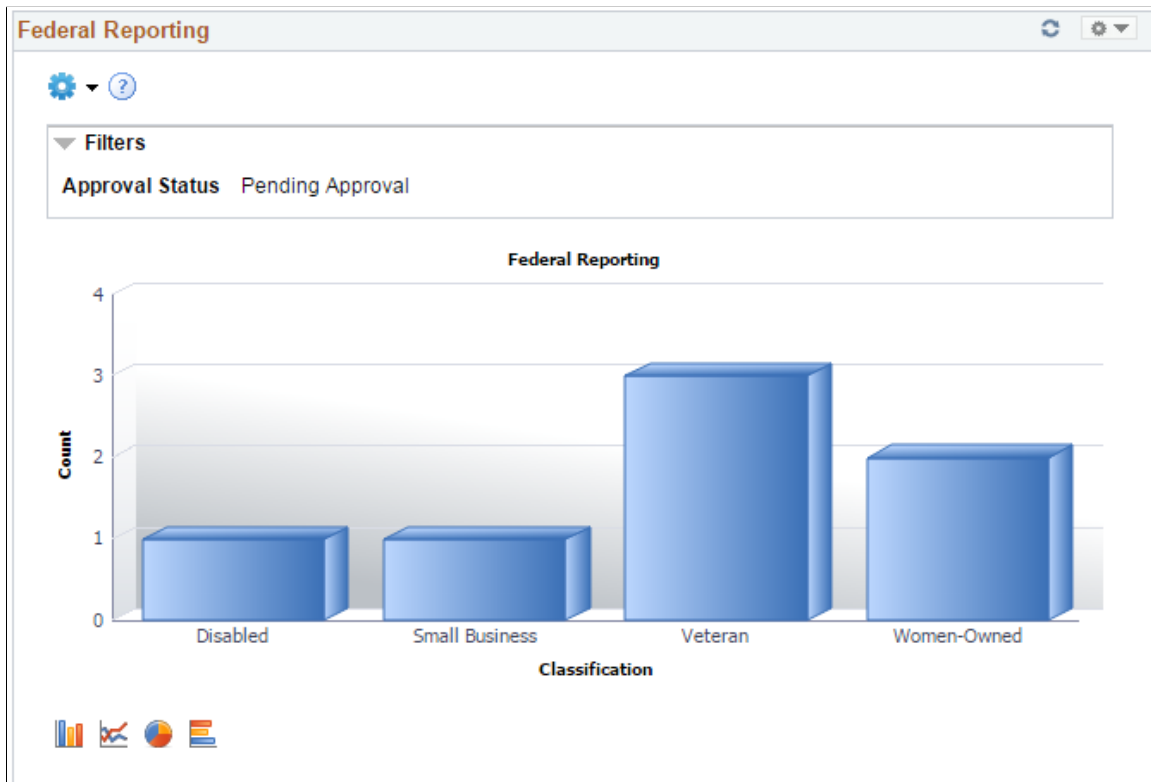 Federal Reporting
?
Filters
Approval Status Pending Approval
Federal Reporting
4
3
2
1
0
Count
Disabled Small Business Veteran Women-Owned
Classification